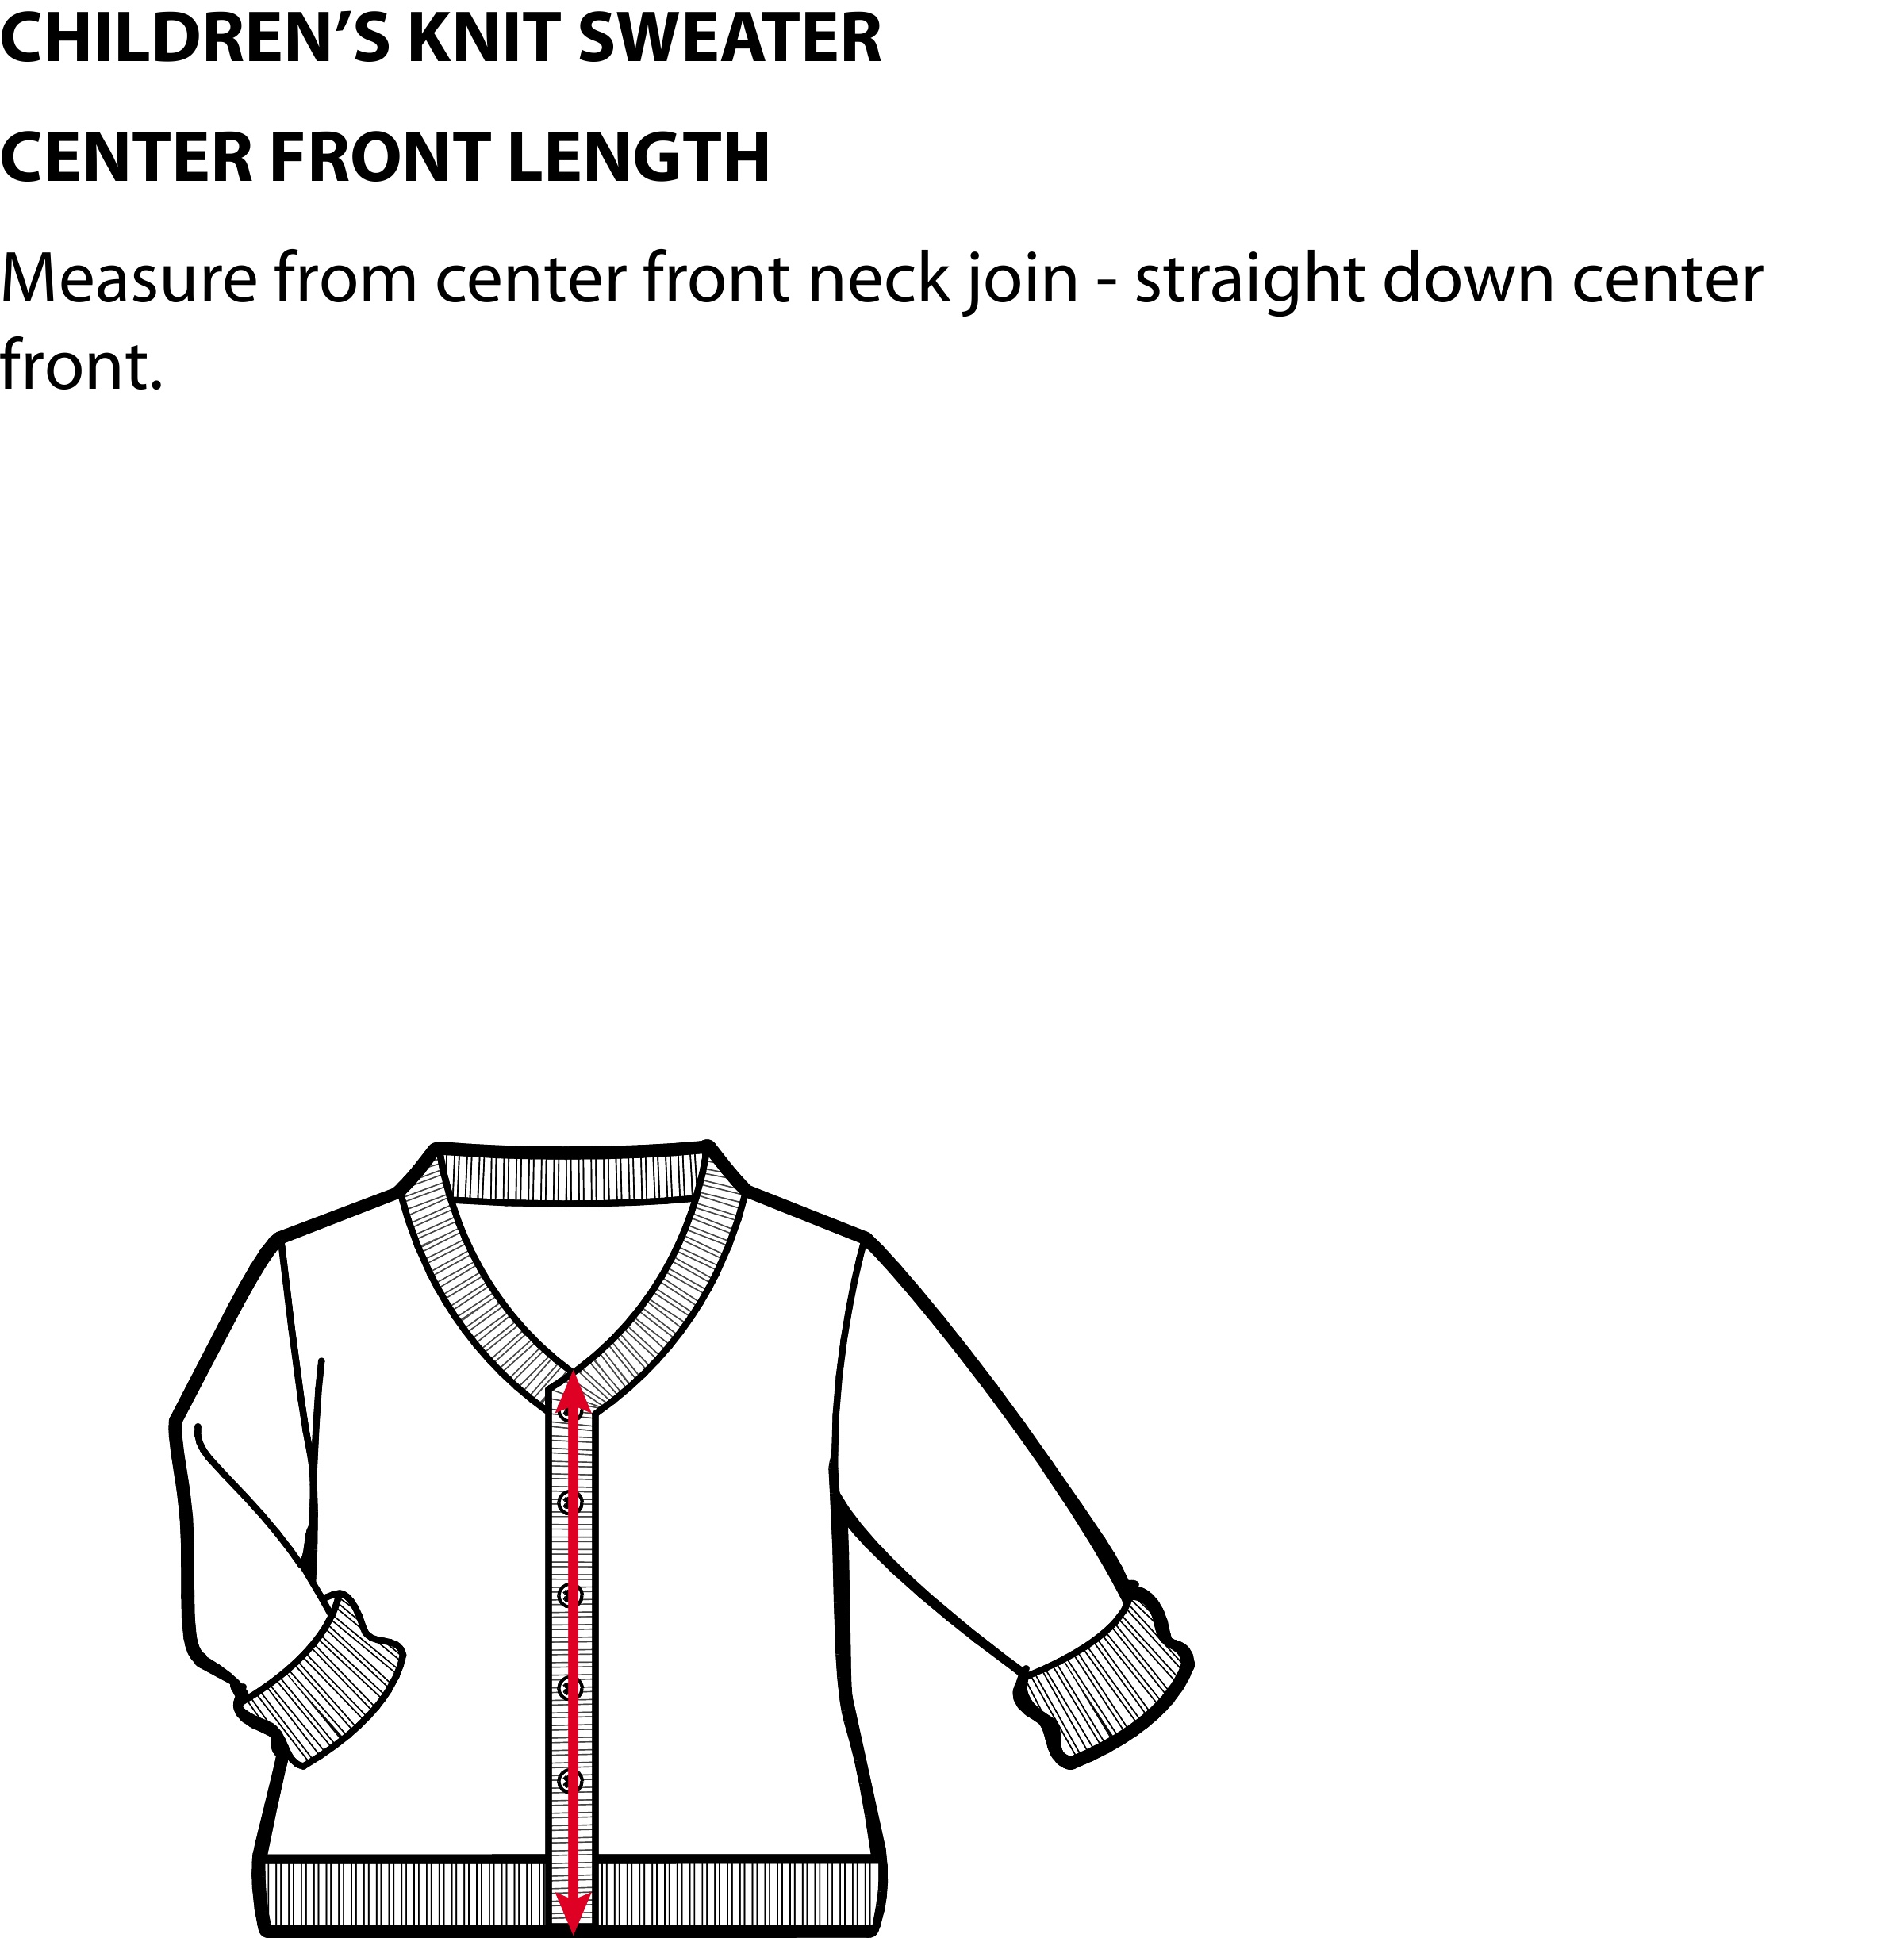 CHILDREN’S KNIT SWEATER
CENTER FRONT LENGTH
Measure from center front neck join - straight down center
front.